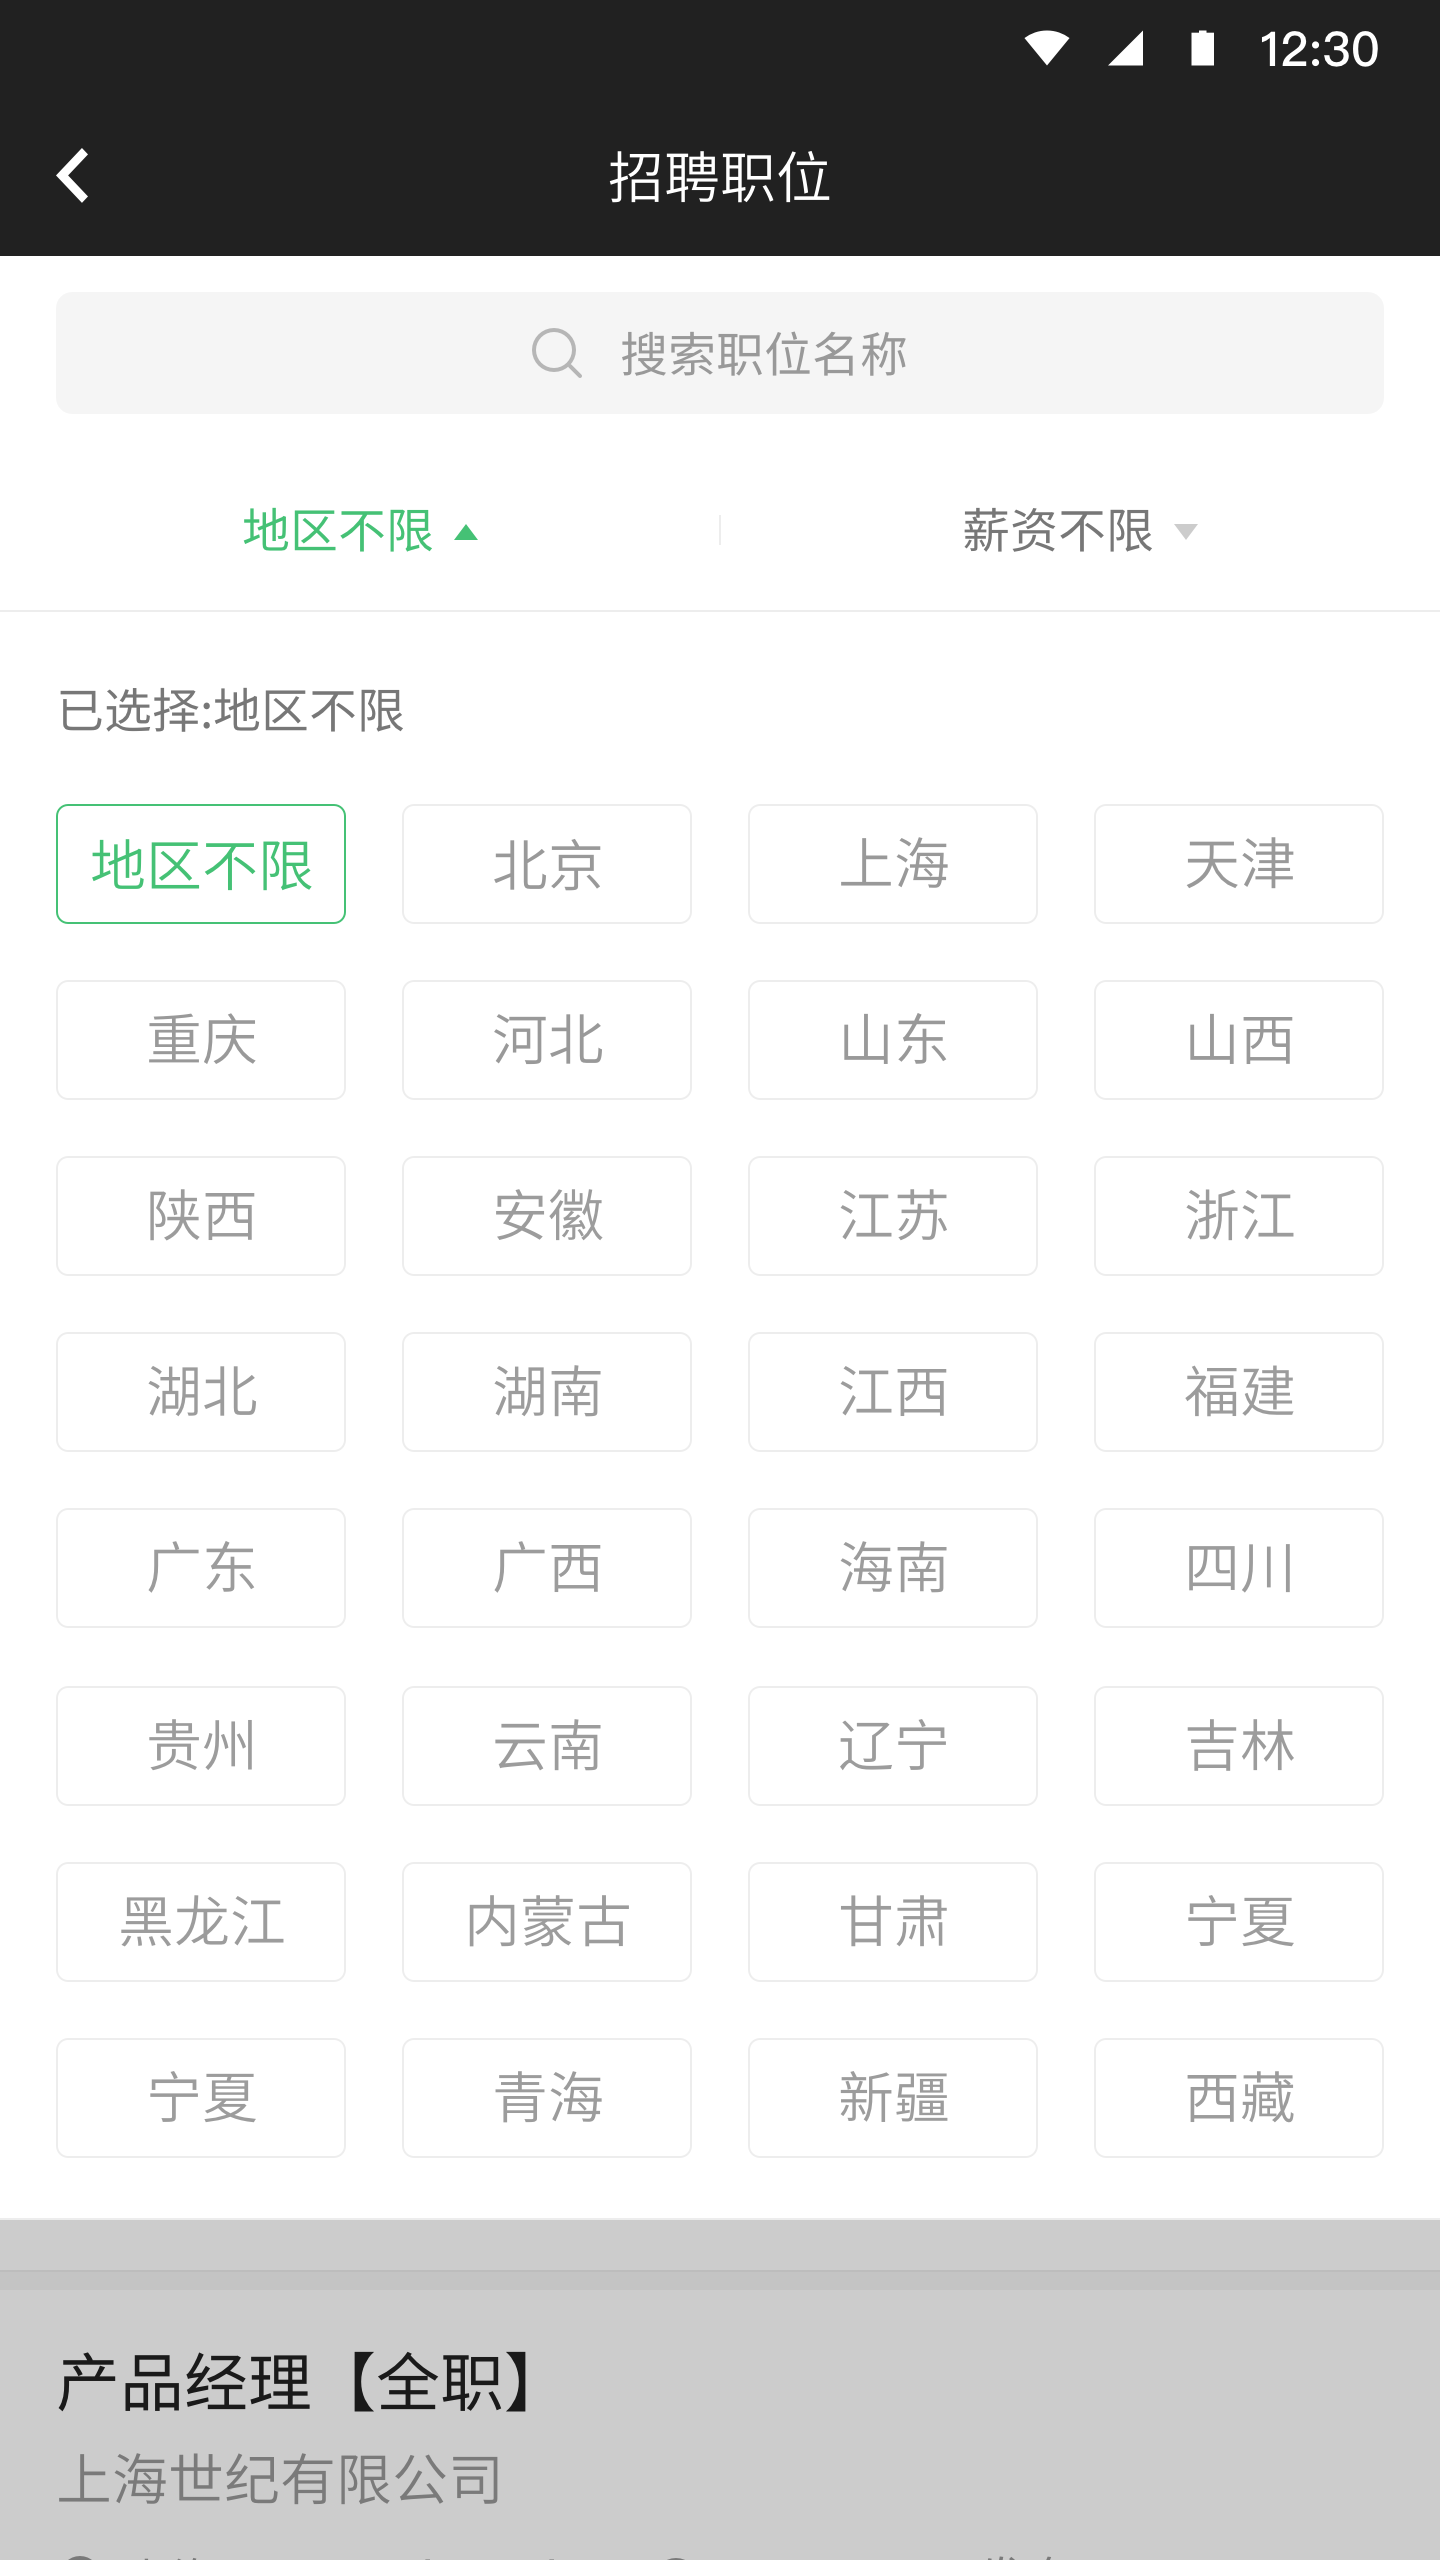 12:30
招聘职位
搜索职位名称
地区不限 薪资不限
已选择:地区不限
地区不限 北京 上海 天津
重庆 河北 山东 山西
陕西 安徽 江苏 浙江
湖北 湖南 江西 福建
广东 广西 海南 四川
贵州 云南 辽宁 吉林
黑龙江 内蒙古 甘肃 宁夏
宁夏 青海 新疆 西藏
产品经理【全职】
上海世纪有限公司